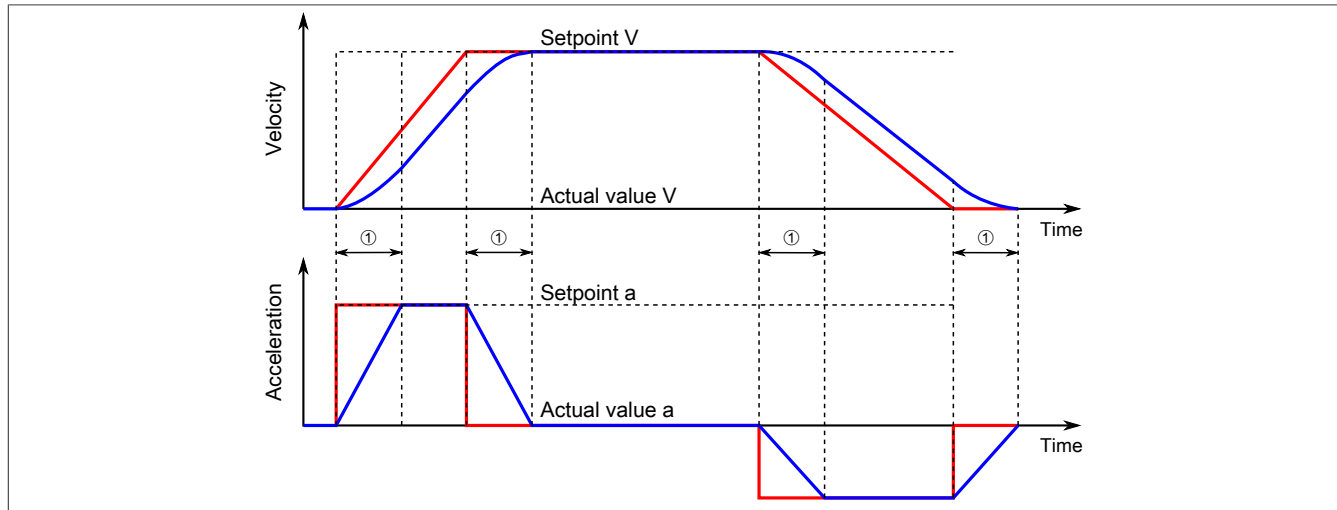 Setpoint V
Velocity
Actual value V
Time
① ① ① ①
Setpoint a
Acceleration
Actual value a
Time